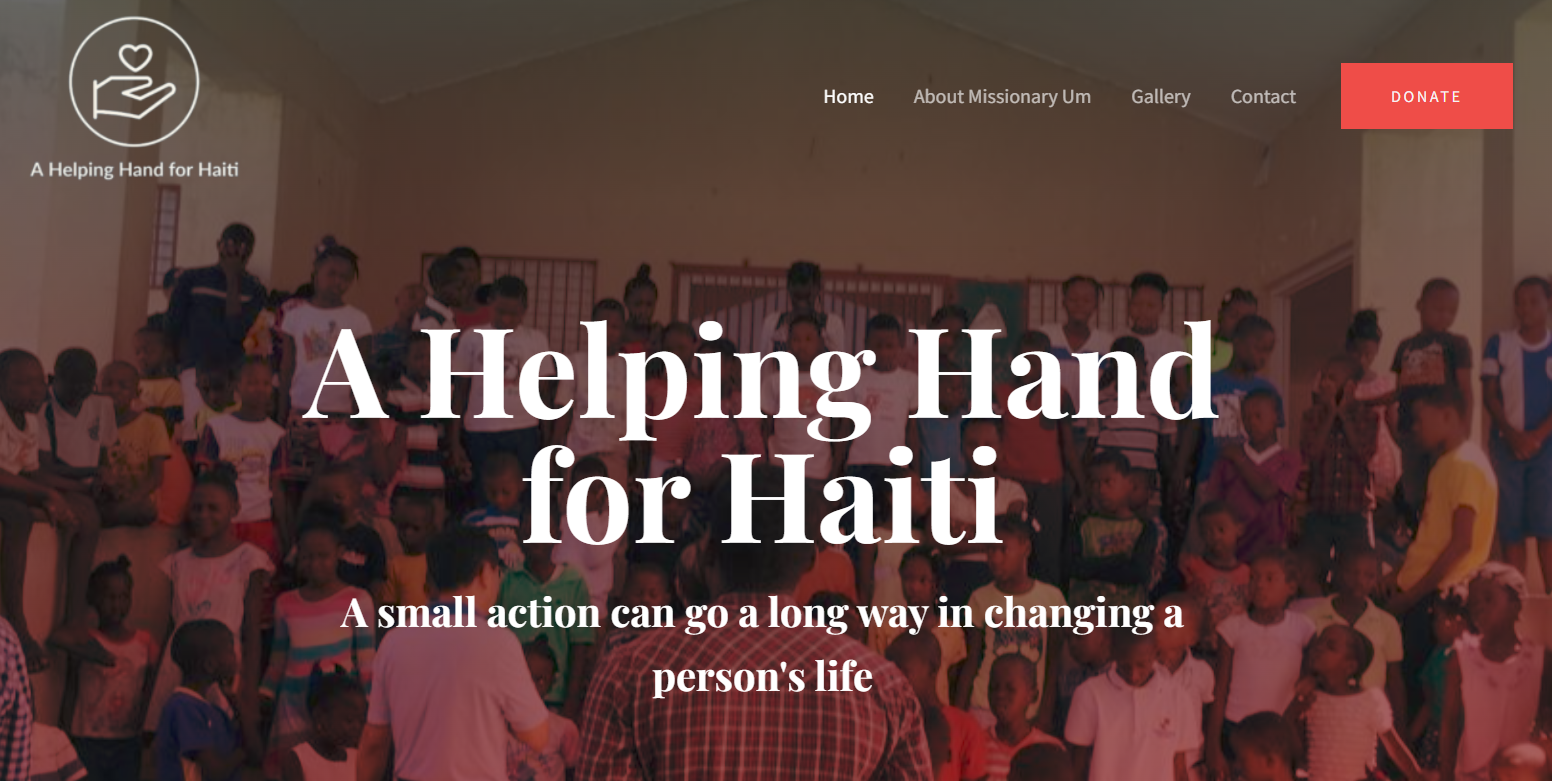 A Helping Hand for Haiti
Home About Missionary Um Gallery Contact DONATE
A Helping Hand
for Haiti
A small action can go a long way in changing a
person's life